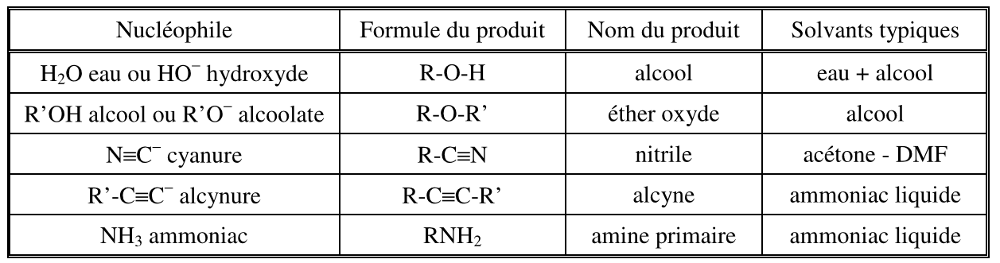 Nucléophile Formule du produit Nom du produit Solvants typiques
H₂O eau ou HO⁻ hydroxyde R-O-H alcool eau + alcool
R’OH alcool ou R’O⁻ alcoolate R-O-R’ éther oxyde alcool
N≡C⁻ cyanure R-C≡N nitrile acétone - DMF
R’-C≡C⁻ alcynure R-C≡C-R’ alcyne ammoniac liquide
NH₃ ammoniac RNH₂ amine primaire ammoniac liquide